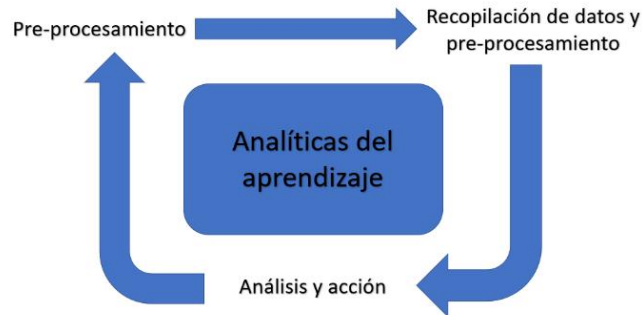 Pre-procesamiento
Recopilación de datos y
pre-procesamiento
Analíticas del
aprendizaje
Análisis y acción